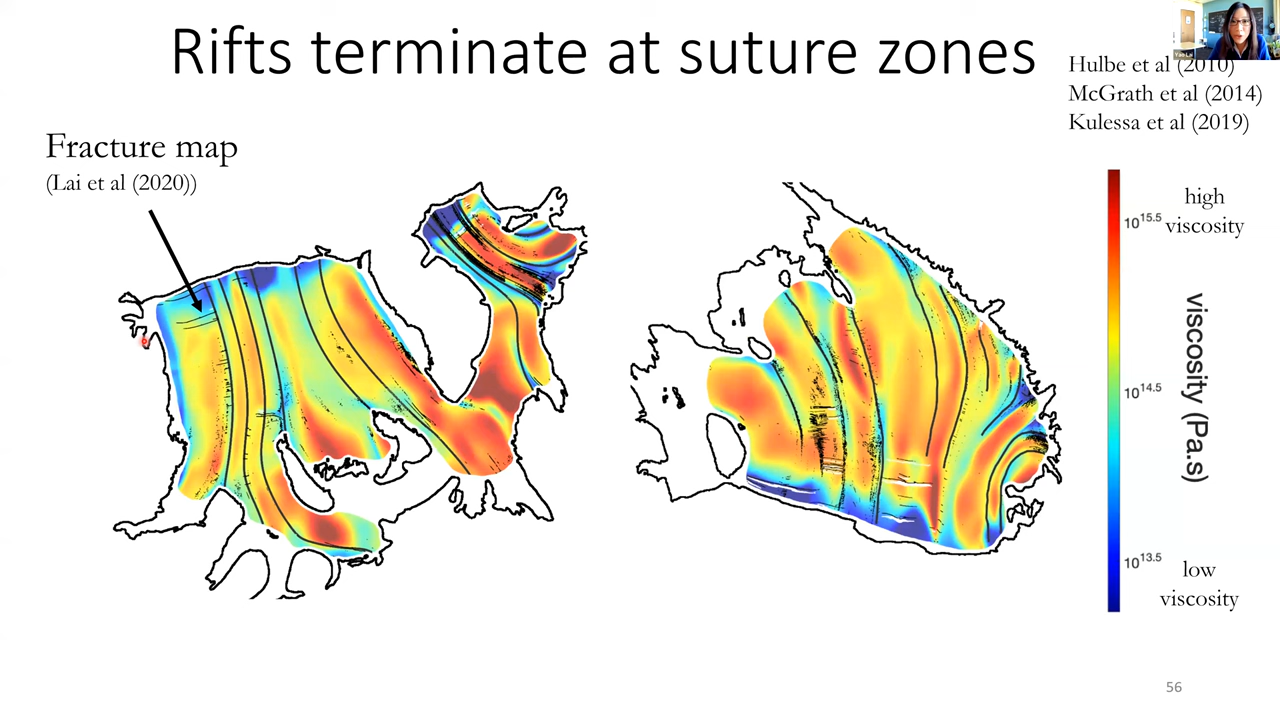 Rifts terminate at suture zones
Hulbe et al (2010)
McGrath et al (2014)
Kulessa et al (2019)
Fracture map
(Lai et al (2020))
high
viscosity
10^15.5
10^14.5
10^13.5
viscosity (Pa.s)
low
viscosity
56